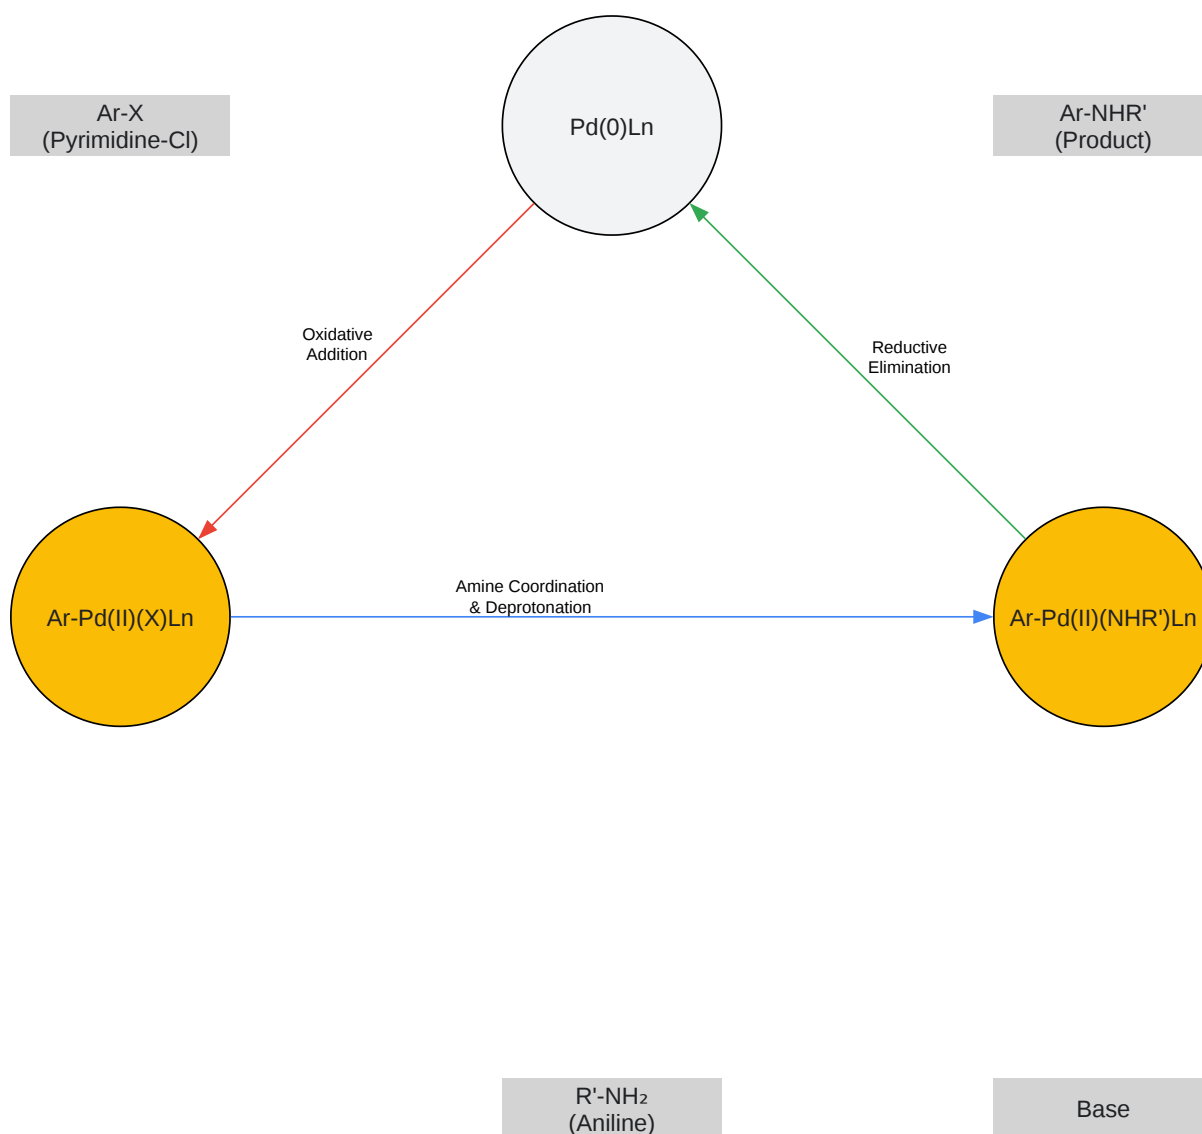 Ar-X
(Pyrimidine-Cl)
Pd(0)Ln
Ar-NHR'
(Product)
Oxidative
Addition
Reductive
Elimination
Amine Coordination
& Deprotonation
Ar-Pd(II)(X)Ln
Ar-Pd(II)(NHR')Ln
R'-NH₂
(Aniline)
Base